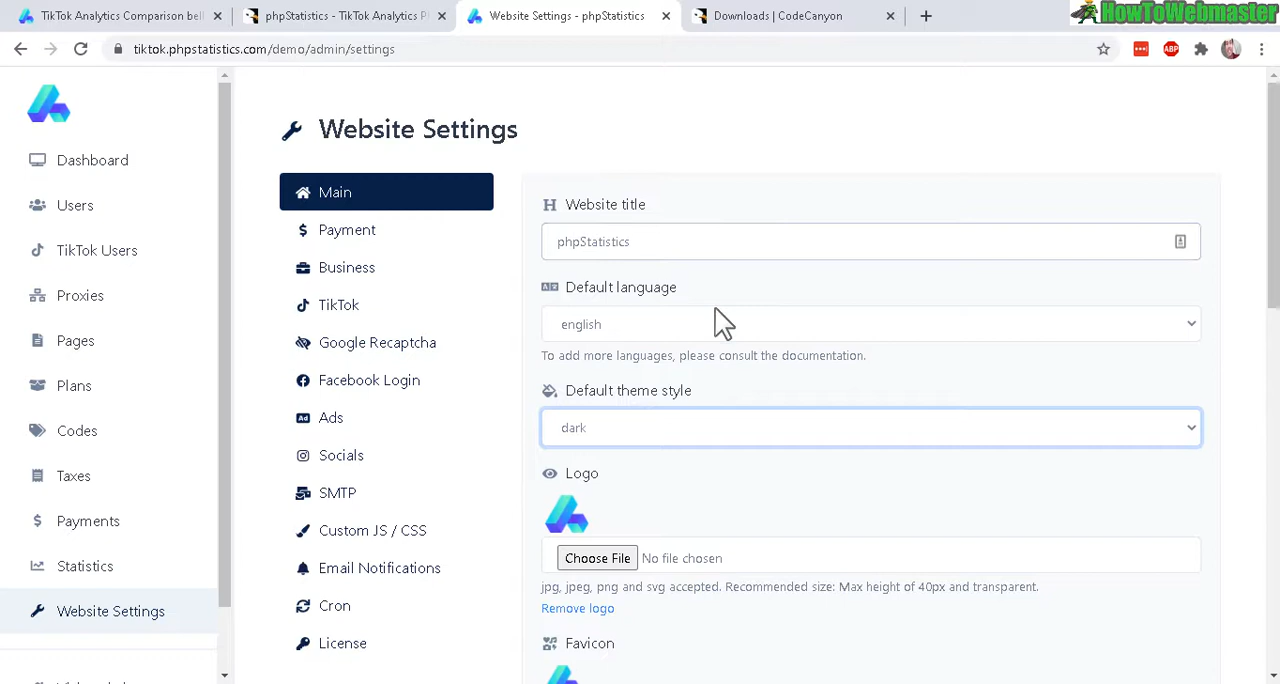 TikTok Analytics Comparison bet
phpStatistics - TikTok Analytics P
Website Settings - phpStatistics
Downloads | CodeCanyon
HowToWebmaster
tiktok.phpstatistics.com/demo/admin/settings
ABP
Dashboard
Users
TikTok Users
Proxies
Pages
Plans
Codes
Taxes
Payments
Statistics
Website Settings
Website Settings
Main
Payment
Business
TikTok
Google Recaptcha
Facebook Login
Ad Ads
Socials
SMTP
Custom JS / CSS
Email Notifications
Cron
License
Website title
phpStatistics
Default language
english
To add more languages, please consult the documentation.
Default theme style
dark
Logo
Choose File No file chosen
jpg, jpeg, png and svg accepted. Recommended size: Max height of 40px and transparent.
Remove logo
Favicon